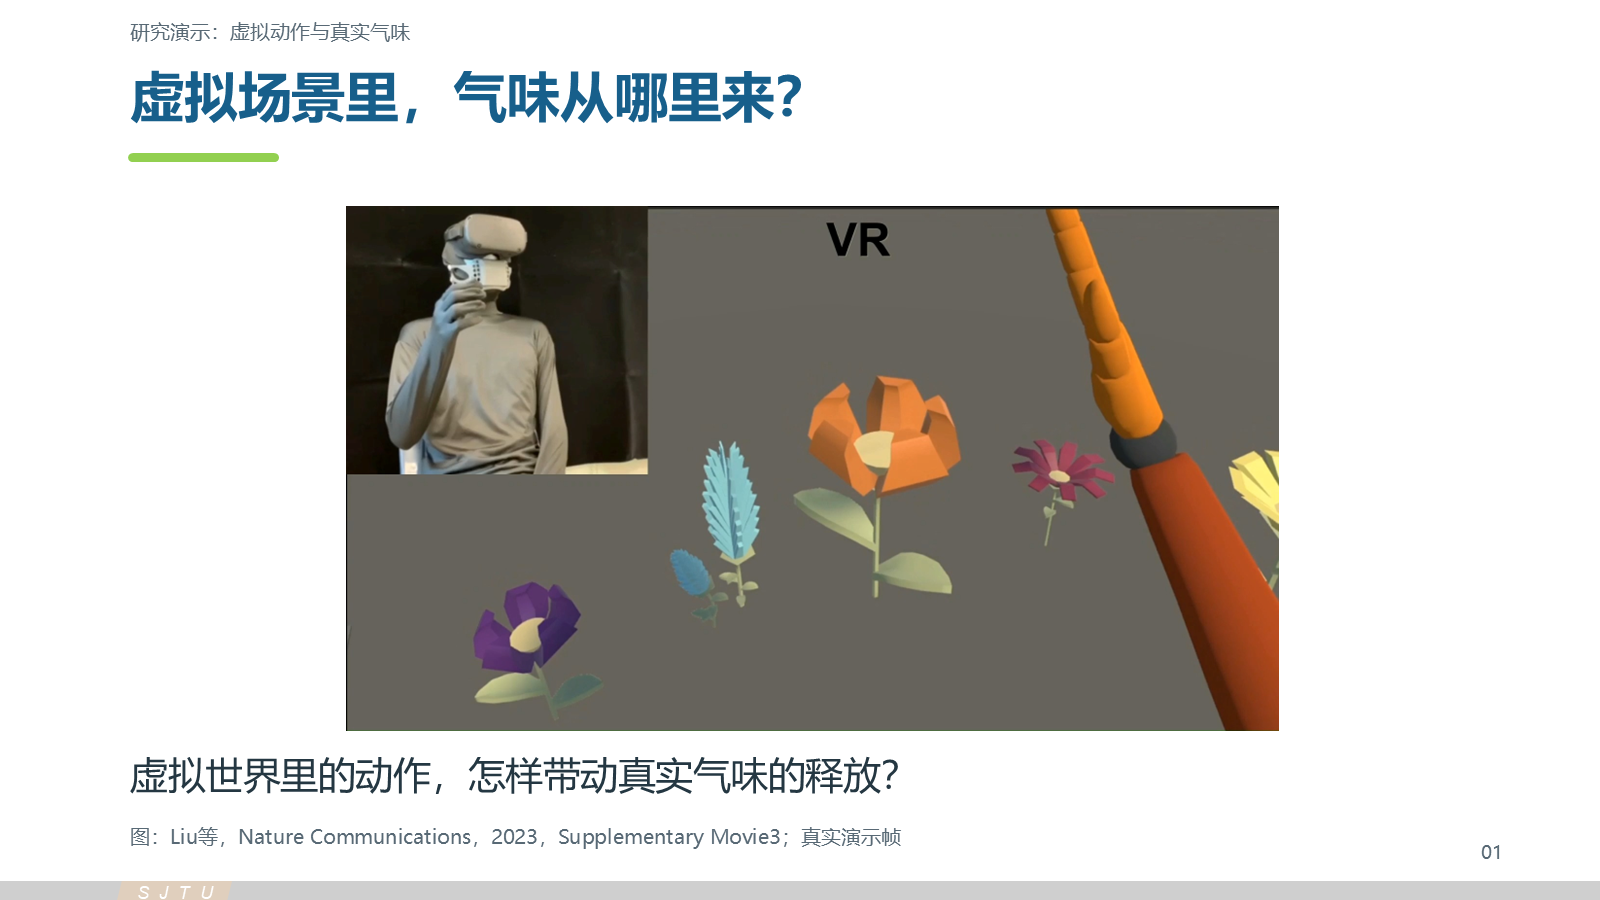 研究演示：虚拟动作与真实气味
虚拟场景里，气味从哪里来？
VR
虚拟世界里的动作，怎样带动真实气味的释放？
图：Liu等，Nature Communications，2023，Supplementary Movie3；真实演示帧
01
SJTU